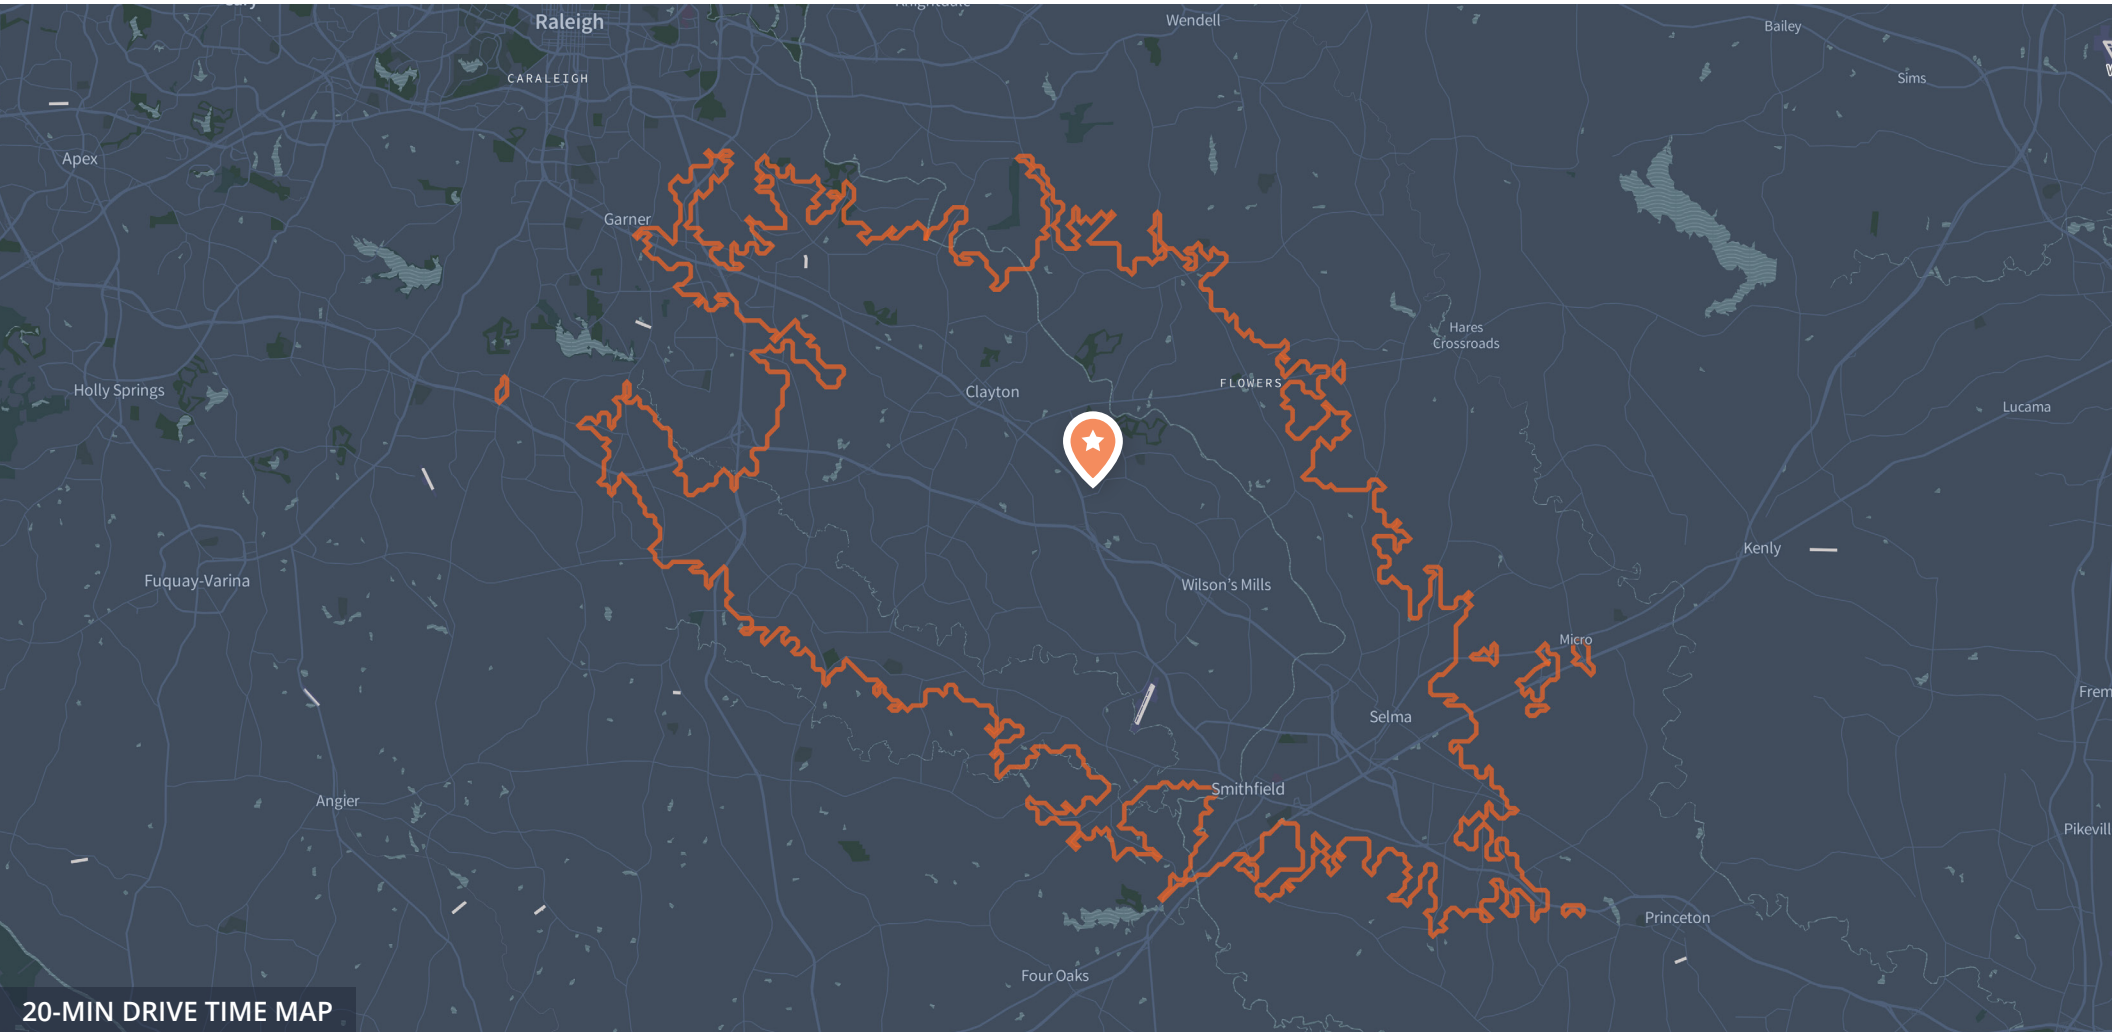 Raleigh
Wendell
Bailey
CARALEIGH
Sims
Apex
Garner
Hares
Crossroads
FLOWERS
Holly Springs
Clayton
Lucama
Kenly
Fuquay-Varina
Wilson's Mills
Micro
Selma
Smithfield
Angier
Princeton
Four Oaks
20-MIN DRIVE TIME MAP